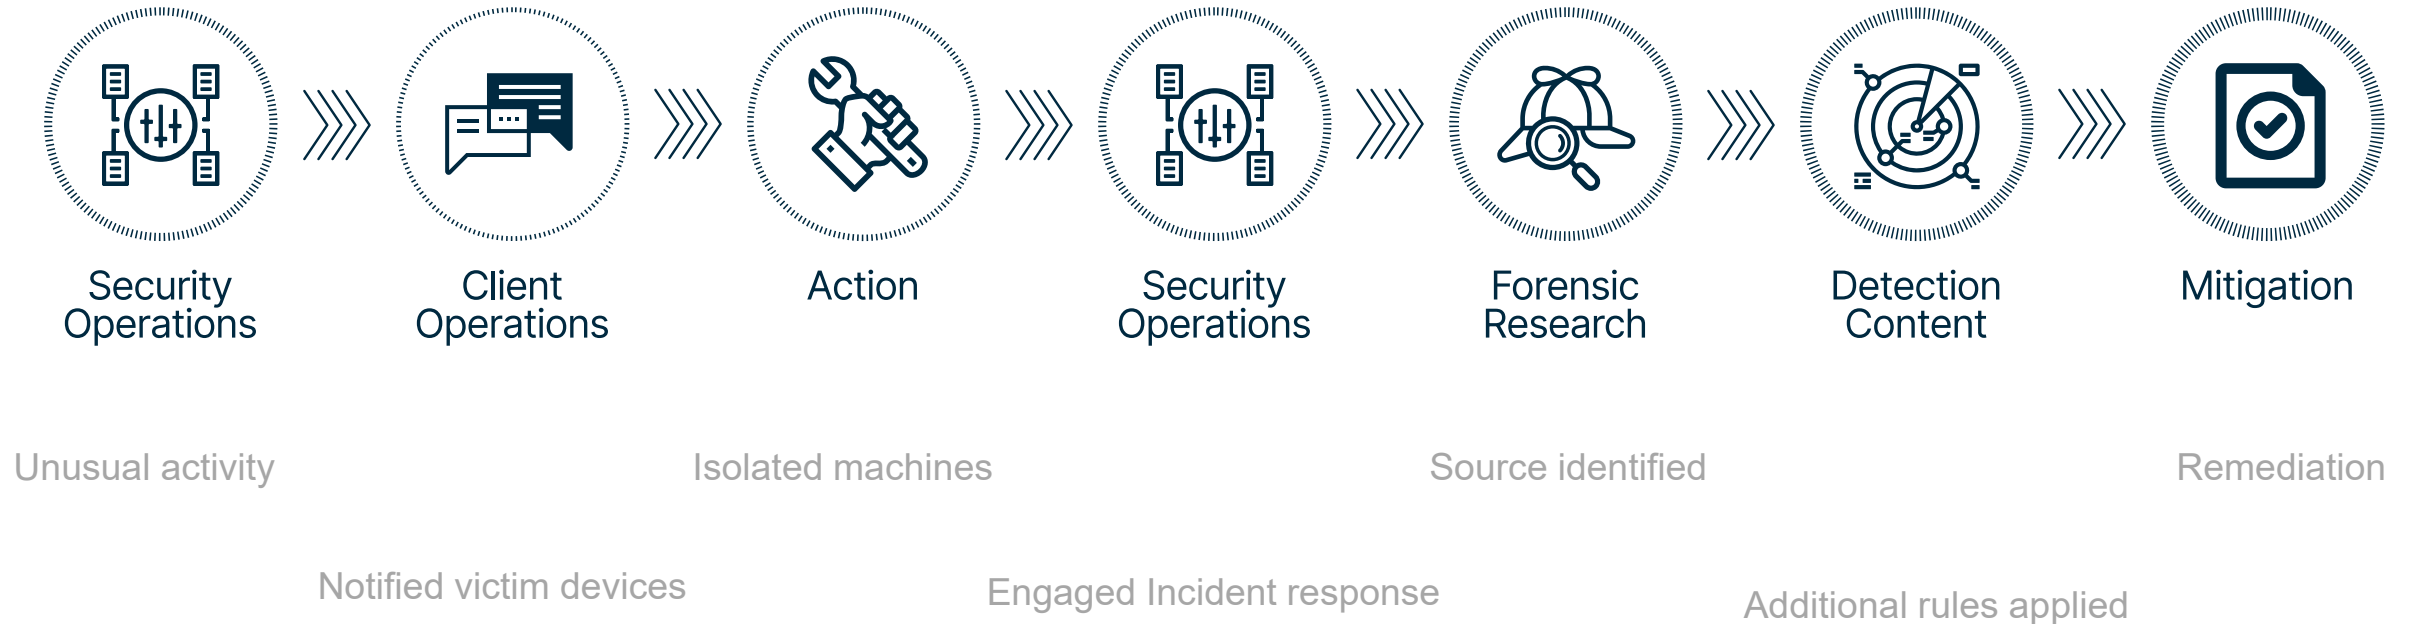 Security
Operations
Client
Operations
Action
Security
Operations
Forensic
Research
Detection
Content
Mitigation
Unusual activity
Isolated machines
Source identified
Remediation
Notified victim devices
Engaged Incident response
Additional rules applied